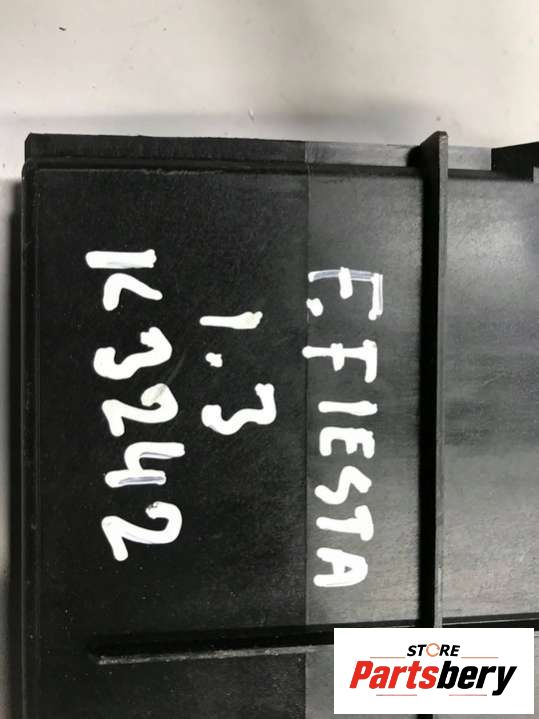 F.FIESTA
1.3
K3242
STORE
Partsbery